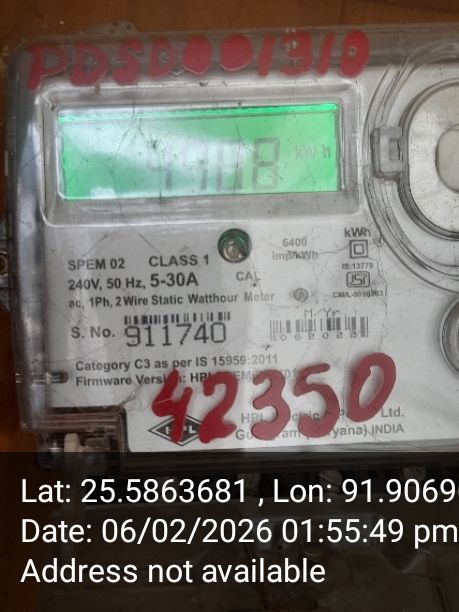 PDSD001310
kWh
SPEM 02 CLASS 1
240V, 50 Hz, 5-30A
CAL
6400
imp/kWh
kWh
IS:13779
ac, 1Ph, 2 Wire Static Watthour Meter
S. No. 911740
M/Yr
Category C3 as per IS 15959:2011
Firmware Version:
42350
HPL
Ltd.
INDIA
Lat: 25.5863681 , Lon: 91.9069
Date: 06/02/2026 01:55:49 pm
Address not available